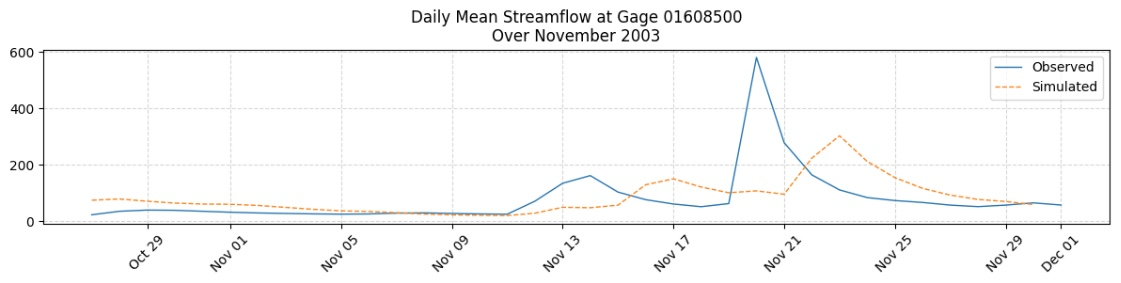 Daily Mean Streamflow at Gage 01608500
Over November 2003
600
400
200
0
Observed
Simulated
Oct 29
Nov 01
Nov 05
Nov 09
Nov 13
Nov 17
Nov 21
Nov 25
Nov 29
Dec 01